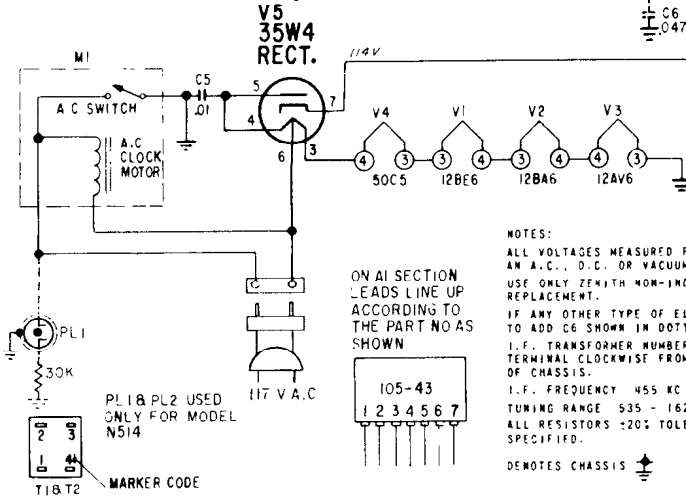 V5
35W4
RECT.
C6
.047
114V
M1
A C SWITCH
C5
.01
5
7
4
6
3
V4
V1
V2
V3
4
3
3
4
4
3
4
3
50C5
12BE6
12BA6
12AV6
A.C
CLOCK
MOTOR
NOTES:
ALL VOLTAGES MEASURED
AN A.C., D.C. OR VACUUM
USE ONLY ZENITH NON-IND
REPLACEMENT.
IF ANY OTHER TYPE OF EL
TO ADD C6 SHOWN IN DOTT
I.F. TRANSFORMER NUMBER
TERMINAL CLOCKWISE FROM
OF CHASSIS.
I.F. FREQUENCY 455 KC
TUNING RANGE 535 - 162
ALL RESISTORS ±20% TOLE
SPECIFIED.
DENOTES CHASSIS
ON A1 SECTION
LEADS LINE UP
ACCORDING TO
THE PART NO AS
SHOWN
105-43
1 2 3 4 5 6 7
PL1
30K
117 V A.C
PL1 & PL2 USED
ONLY FOR MODEL
N514
2 3
1 4
MARKER CODE
T1 & T2